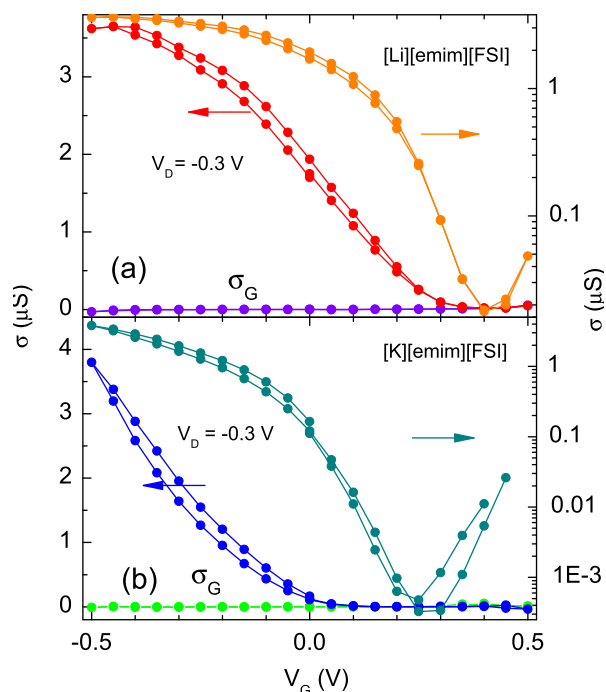 [Li][emim][FSI]
3
2
1
0
1
0.1
V_D = -0.3 V
(a)
σ_G
σ (μS)
σ (μS)
[K][emim][FSI]
4
3
2
1
0
1
0.1
0.01
1E-3
V_D = -0.3 V
(b)
σ_G
-0.5
0.0
0.5
V_G (V)